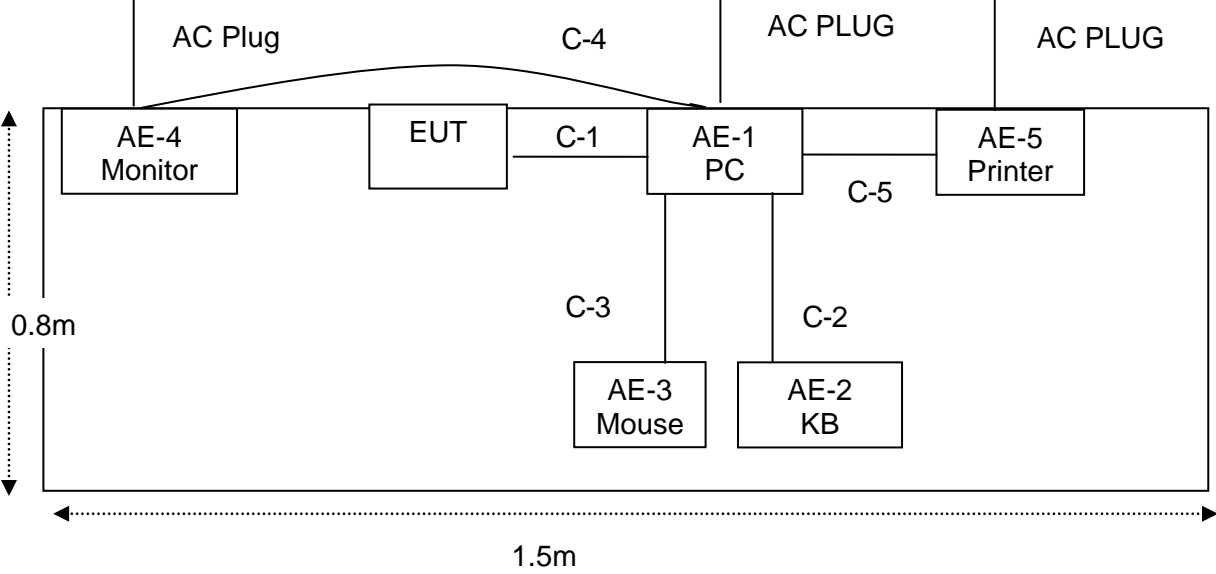 AC Plug
C-4
AC PLUG
AC PLUG
AE-4
Monitor
EUT
C-1
AE-1
PC
C-5
AE-5
Printer
0.8m
C-3
C-2
AE-3
Mouse
AE-2
KB
1.5m